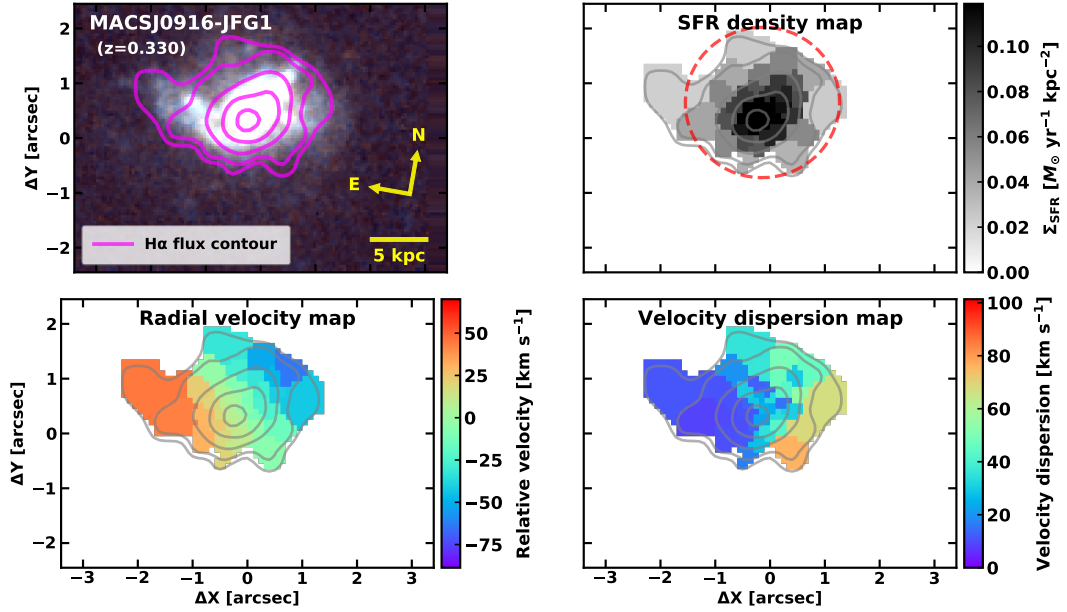 MACSJ0916-JFG1
(z=0.330)
2
1
0
−1
−2
ΔY [arcsec]
N
E
5 kpc
Hα flux contour
SFR density map
0.10
0.08
0.06
0.04
0.02
0.00
Σ_SFR [M_⊙ yr⁻¹ kpc⁻²]
Radial velocity map
2
1
0
−1
−2
ΔY [arcsec]
−3 −2 −1 0 1 2 3
ΔX [arcsec]
50
25
0
−25
−50
−75
Relative velocity [km s⁻¹]
Velocity dispersion map
−3 −2 −1 0 1 2 3
ΔX [arcsec]
100
80
60
40
20
0
Velocity dispersion [km s⁻¹]